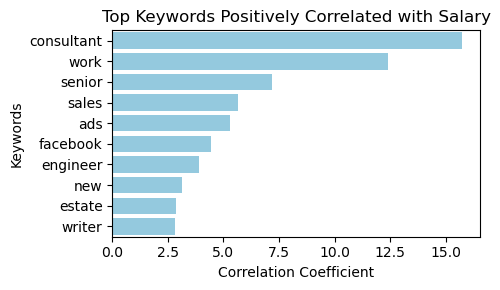 Top Keywords Positively Correlated with Salary
Keywords
consultant
work
senior
sales
ads
facebook
engineer
new
estate
writer
0.0 2.5 5.0 7.5 10.0 12.5 15.0
Correlation Coefficient